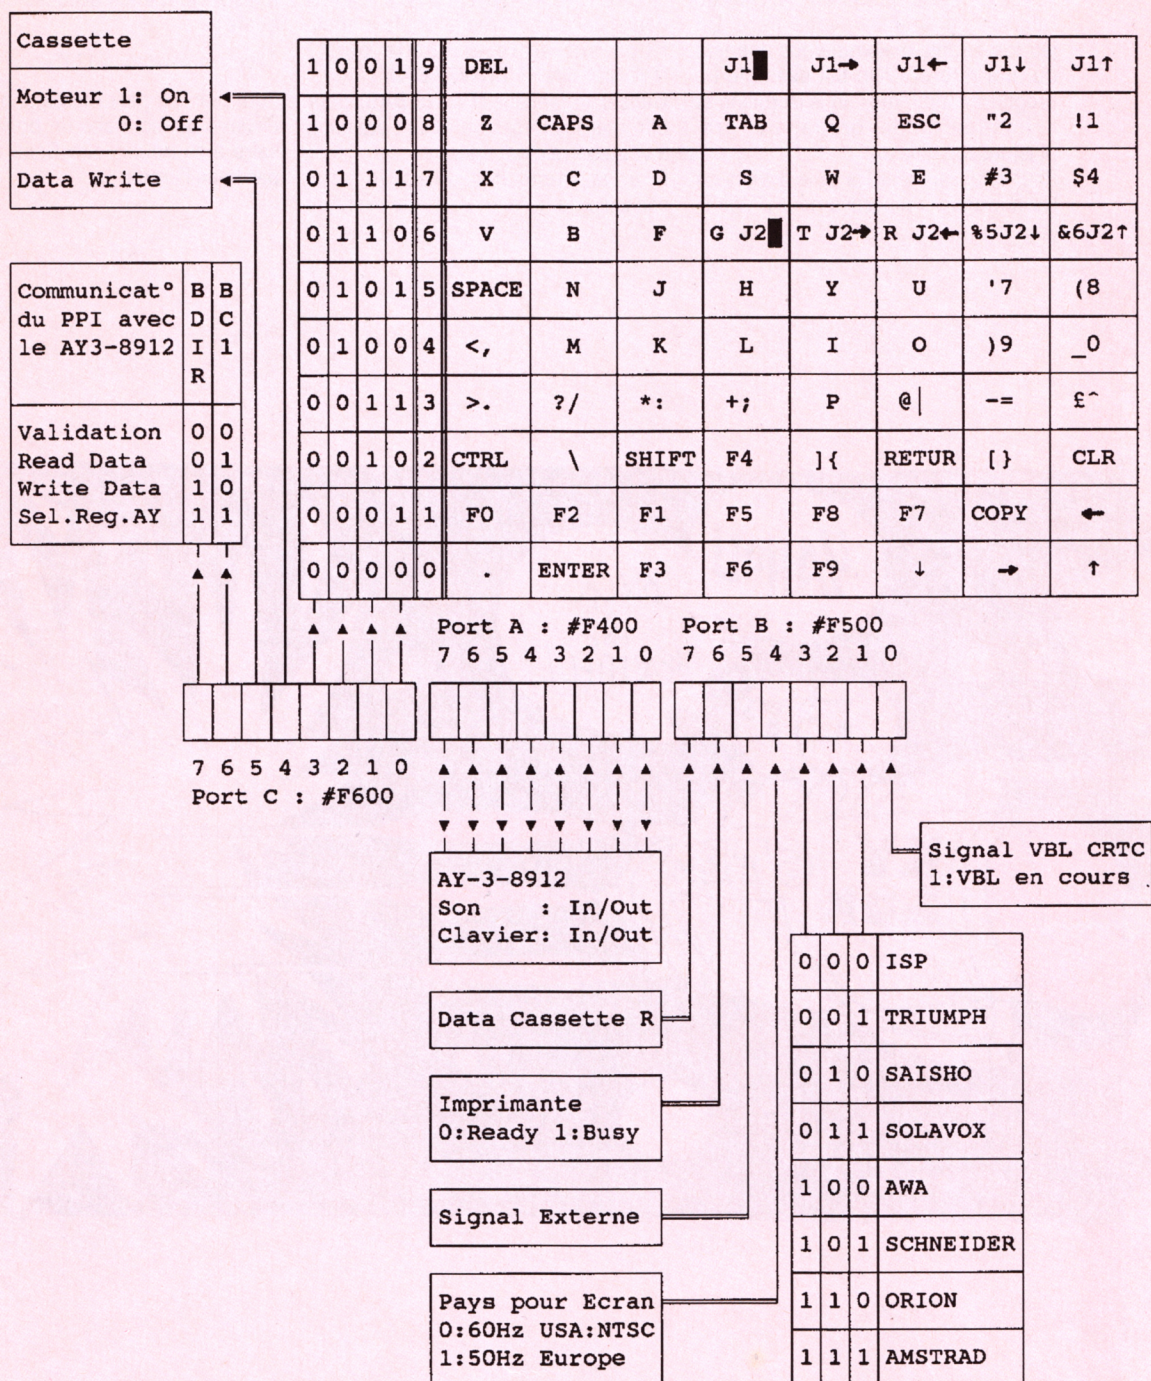 Cassette
Moteur 1: On
0: Off
Data Write
1 0 0 1 9 DEL J1█ J1→ J1← J1↓ J1↑
1 0 0 0 8 Z CAPS A TAB Q ESC "2 !1
0 1 1 1 7 X C D S W E #3 $4
0 1 1 0 6 V B F G J2█ T J2→ R J2← %5J2↓ &6J2↑
0 1 0 1 5 SPACE N J H Y U '7 (8
0 1 0 0 4 <, M K L I O )9 _0
0 0 1 1 3 >. ?/ *: +; P @| -= £^
0 0 1 0 2 CTRL \ SHIFT F4 ]{ RETUR [} CLR
0 0 0 1 1 F0 F2 F1 F5 F8 F7 COPY ←
0 0 0 0 0 . ENTER F3 F6 F9 ↓ → ↑
Communicat° B B
du PPI avec D C
le AY3-8912 I 1
R
Validation 0 0
Read Data 0 1
Write Data 1 0
Sel.Reg.AY 1 1
Port A : #F400
7 6 5 4 3 2 1 0
Port B : #F500
7 6 5 4 3 2 1 0
7 6 5 4 3 2 1 0
Port C : #F600
AY-3-8912
Son : In/Out
Clavier: In/Out
Signal VBL CRTC
1:VBL en cours
Data Cassette R
Imprimante
0:Ready 1:Busy
Signal Externe
Pays pour Ecran
0:60Hz USA:NTSC
1:50Hz Europe
0 0 0 ISP
0 0 1 TRIUMPH
0 1 0 SAISHO
0 1 1 SOLAVOX
1 0 0 AWA
1 0 1 SCHNEIDER
1 1 0 ORION
1 1 1 AMSTRAD